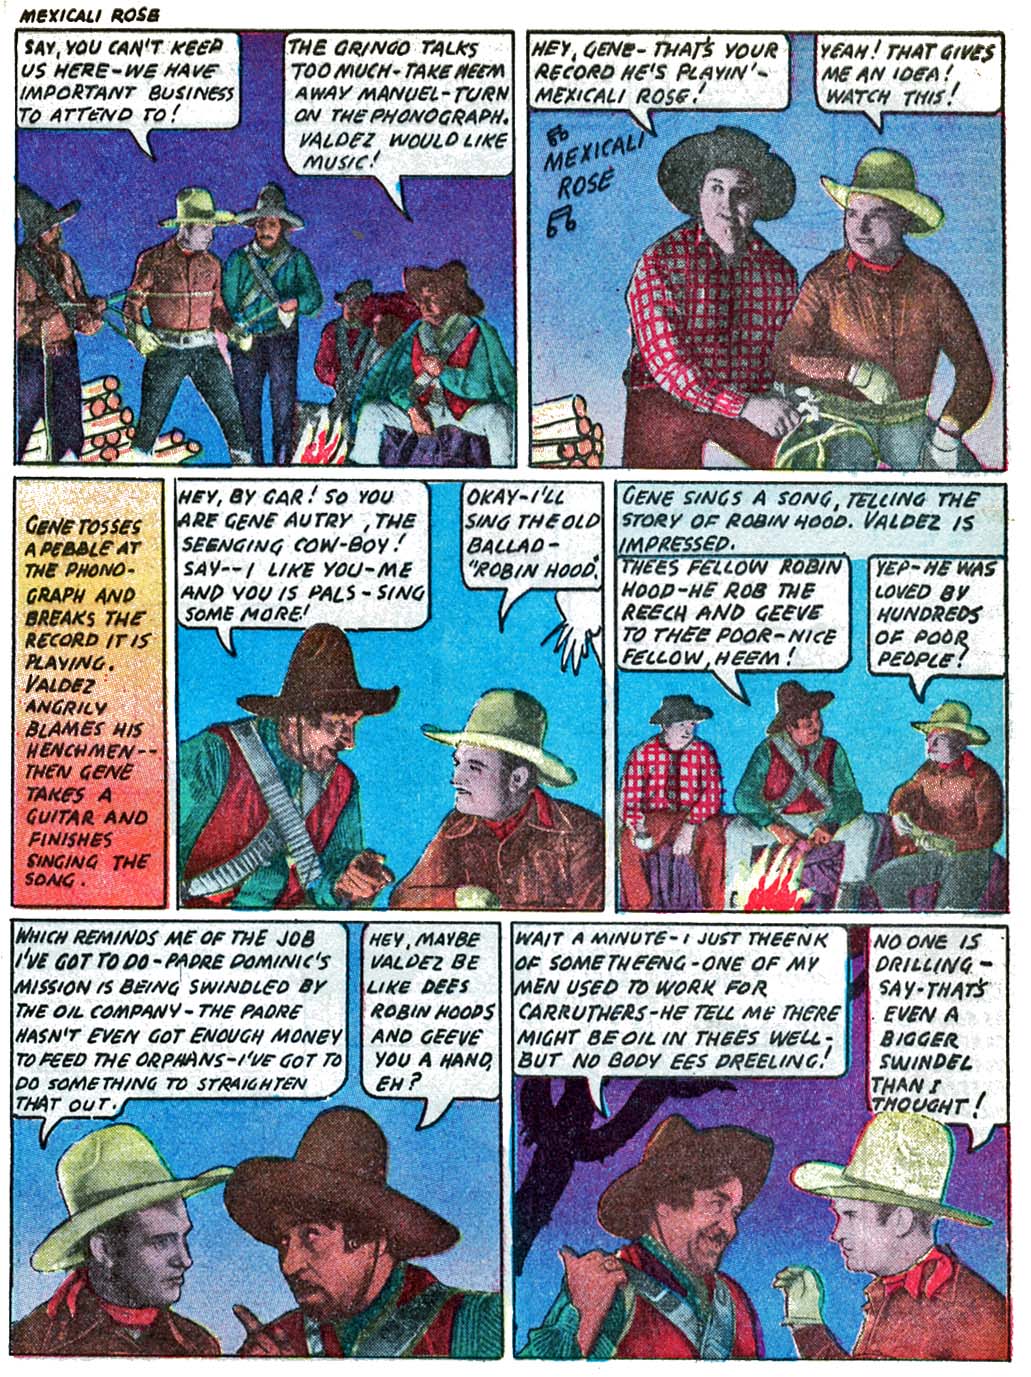 MEXICALI ROSE
SAY, YOU CAN'T KEEP
US HERE-WE HAVE
IMPORTANT BUSINESS
TO ATTEND TO!
THE GRINGO TALKS
TOO MUCH-TAKE HEEM
AWAY MANUEL-TURN
ON THE PHONOGRAPH.
VALDEZ WOULD LIKE
MUSIC!
HEY, GENE-THAT'S YOUR
RECORD HE'S PLAYIN'-
MEXICALI ROSE!
YEAH! THAT GIVES
ME AN IDEA!
WATCH THIS!
MEXICALI
ROSE
GENE TOSSES
A PEBBLE AT
THE PHONO-
GRAPH AND
BREAKS THE
RECORD IT IS
PLAYING.
VALDEZ
ANGRILY
BLAMES HIS
HENCHMEN--
THEN GENE
TAKES A
GUITAR AND
FINISHES
SINGING THE
SONG.
HEY, BY GAR! SO YOU
ARE GENE AUTRY, THE
SEENGING COW-BOY!
SAY--I LIKE YOU-ME
AND YOU IS PALS-SING
SOME MORE!
OKAY-I'LL
SING THE OLD
BALLAD-
"ROBIN HOOD."
GENE SINGS A SONG, TELLING THE
STORY OF ROBIN HOOD. VALDEZ IS
IMPRESSED.
THEES FELLOW ROBIN
HOOD-HE ROB THE
REECH AND GEEVE
TO THEE POOR-NICE
FELLOW, HEEM!
YEP-HE WAS
LOVED BY
HUNDREDS
OF POOR
PEOPLE!
WHICH REMINDS ME OF THE JOB
I'VE GOT TO DO-PADRE DOMINIC'S
MISSION IS BEING SWINDLED BY
THE OIL COMPANY-THE PADRE
HASN'T EVEN GOT ENOUGH MONEY
TO FEED THE ORPHANS-I'VE GOT TO
DO SOMETHING TO STRAIGHTEN
THAT OUT.
HEY, MAYBE
VALDEZ BE
LIKE DEES
ROBIN HOODS
AND GEEVE
YOU A HAND,
EH?
WAIT A MINUTE-I JUST THEENK
OF SOMETHEENG-ONE OF MY
MEN USED TO WORK FOR
CARRUTHERS-HE TELL ME THERE
MIGHT BE OIL IN THEES WELL-
BUT NO BODY EES DREELING!
NO ONE IS
DRILLING-
SAY-THAT'S
EVEN A
BIGGER
SWINDEL
THAN I
THOUGHT!